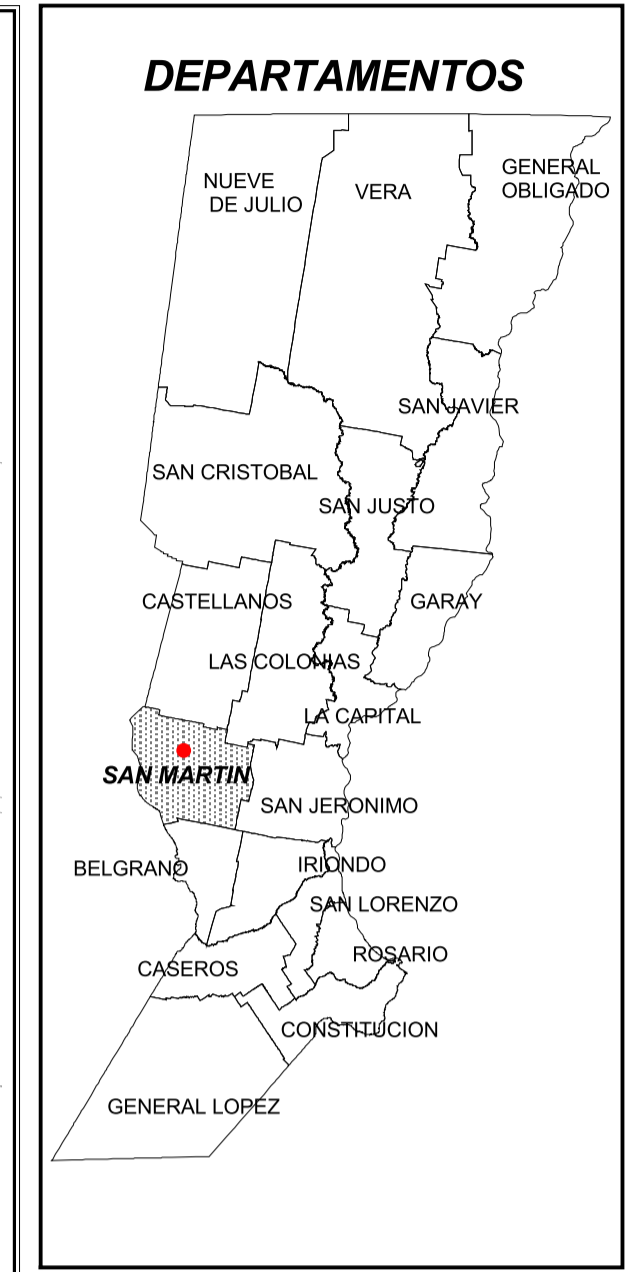 DEPARTAMENTOS
NUEVE
DE JULIO
VERA
GENERAL
OBLIGADO
SAN JAVIER
SAN CRISTOBAL
SAN JUSTO
CASTELLANOS
GARAY
LAS COLONIAS
LA CAPITAL
SAN MARTIN
SAN JERONIMO
BELGRANO
IRIONDO
SAN LORENZO
ROSARIO
CASEROS
CONSTITUCION
GENERAL LOPEZ